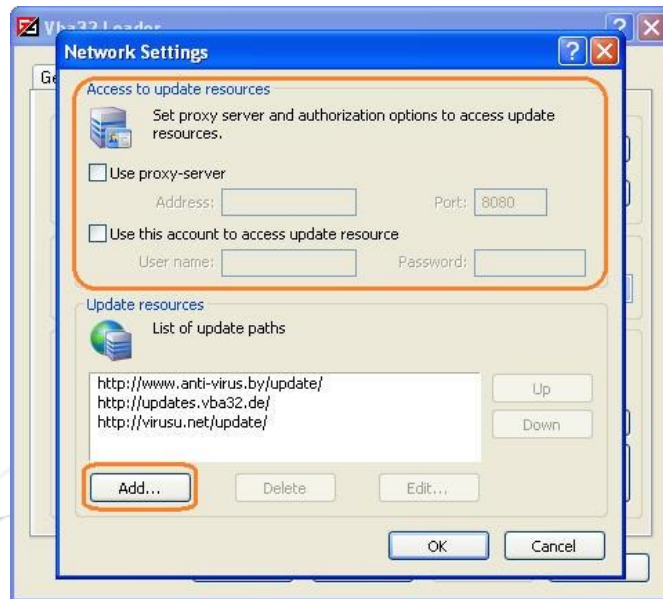 Vba32 Loader
Network Settings
Ge
Access to update resources
Set proxy server and authorization options to access update
resources.
Use proxy-server
Address: Port: 8080
Use this account to access update resource
User name: Password:
Update resources
List of update paths
http://www.anti-virus.by/update/
http://updates.vba32.de/
http://virusu.net/update/
Up
Down
Add... Delete Edit...
OK Cancel